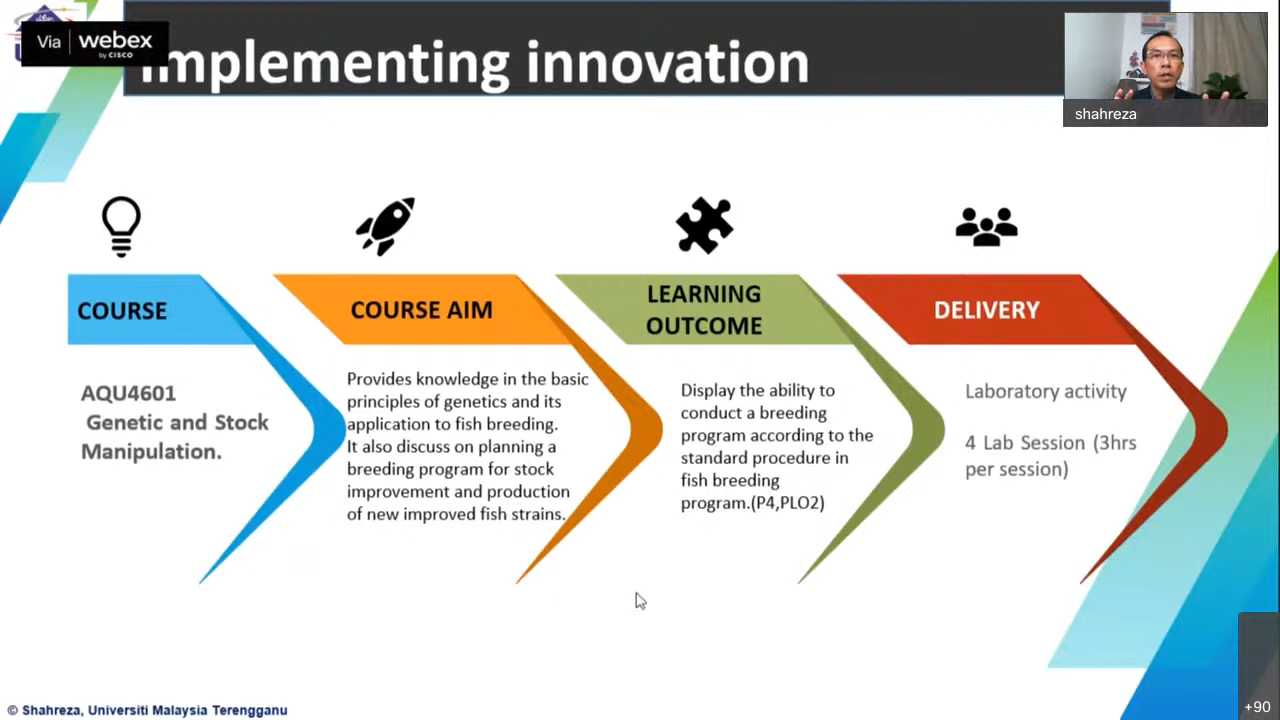 Via webex
by CISCO
Implementing innovation
shahreza
COURSE
AQU4601
Genetic and Stock
Manipulation.
COURSE AIM
Provides knowledge in the basic
principles of genetics and its
application to fish breeding.
It also discuss on planning a
breeding program for stock
improvement and production
of new improved fish strains.
LEARNING
OUTCOME
Display the ability to
conduct a breeding
program according to the
standard procedure in
fish breeding
program.(P4,PLO2)
DELIVERY
Laboratory activity
4 Lab Session (3hrs
per session)
© Shahreza, Universiti Malaysia Terengganu
+90